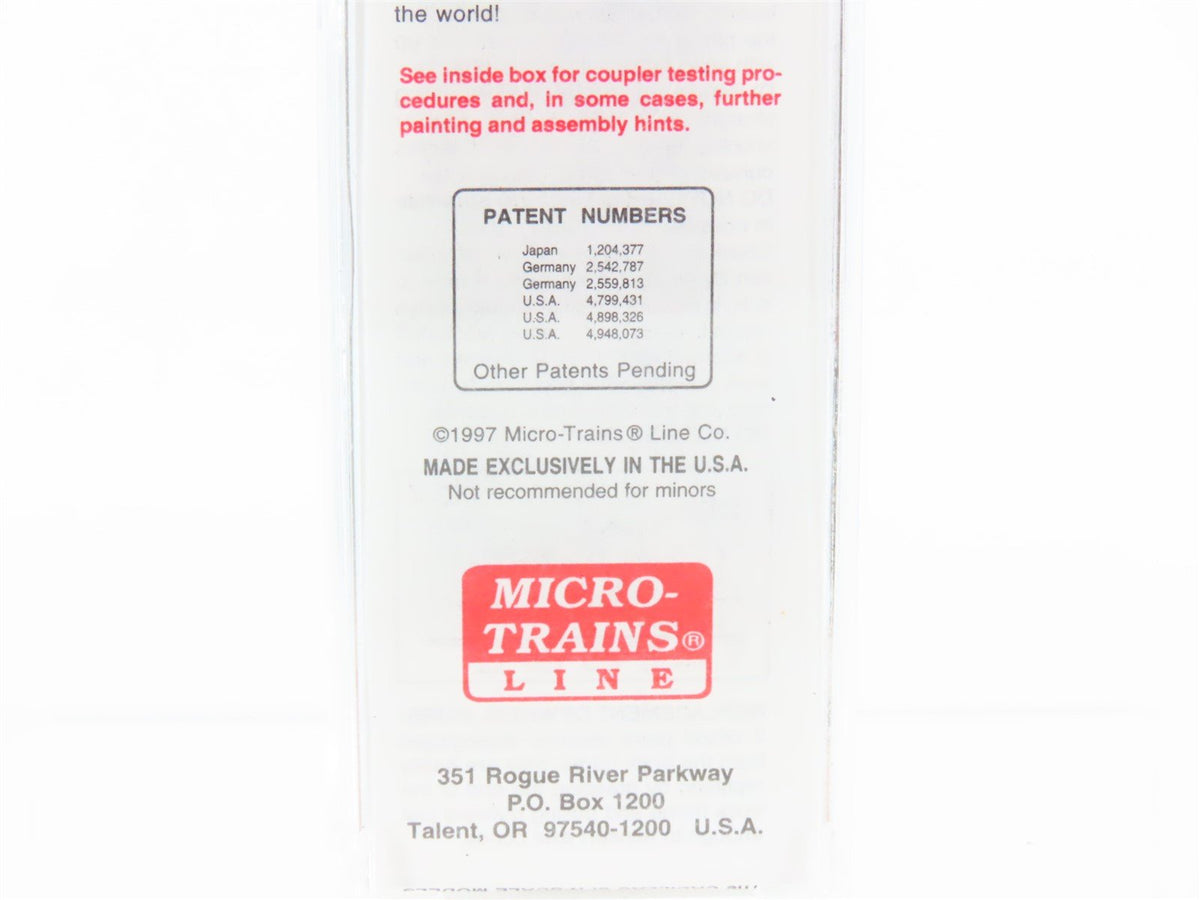 the world!
See inside box for coupler testing pro-
cedures and, in some cases, further
painting and assembly hints.
PATENT NUMBERS
Japan 1,204,377
Germany 2,542,787
Germany 2,559,813
U.S.A. 4,799,431
U.S.A. 4,898,326
U.S.A. 4,948,073
Other Patents Pending
©1997 Micro-Trains® Line Co.
MADE EXCLUSIVELY IN THE U.S.A.
Not recommended for minors
MICRO-
TRAINS®
LINE
351 Rogue River Parkway
P.O. Box 1200
Talent, OR 97540-1200 U.S.A.